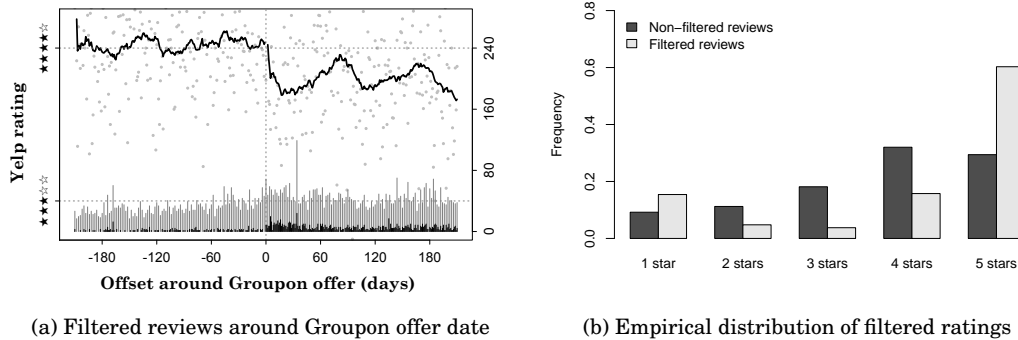 ★★★★☆
★★★☆☆
Yelp rating
240
160
80
0
-180 -120 -60 0 60 120 180
Offset around Groupon offer (days)
(a) Filtered reviews around Groupon offer date
Non−filtered reviews
Filtered reviews
Frequency
0.8
0.6
0.4
0.2
0.0
1 star 2 stars 3 stars 4 stars 5 stars
(b) Empirical distribution of filtered ratings